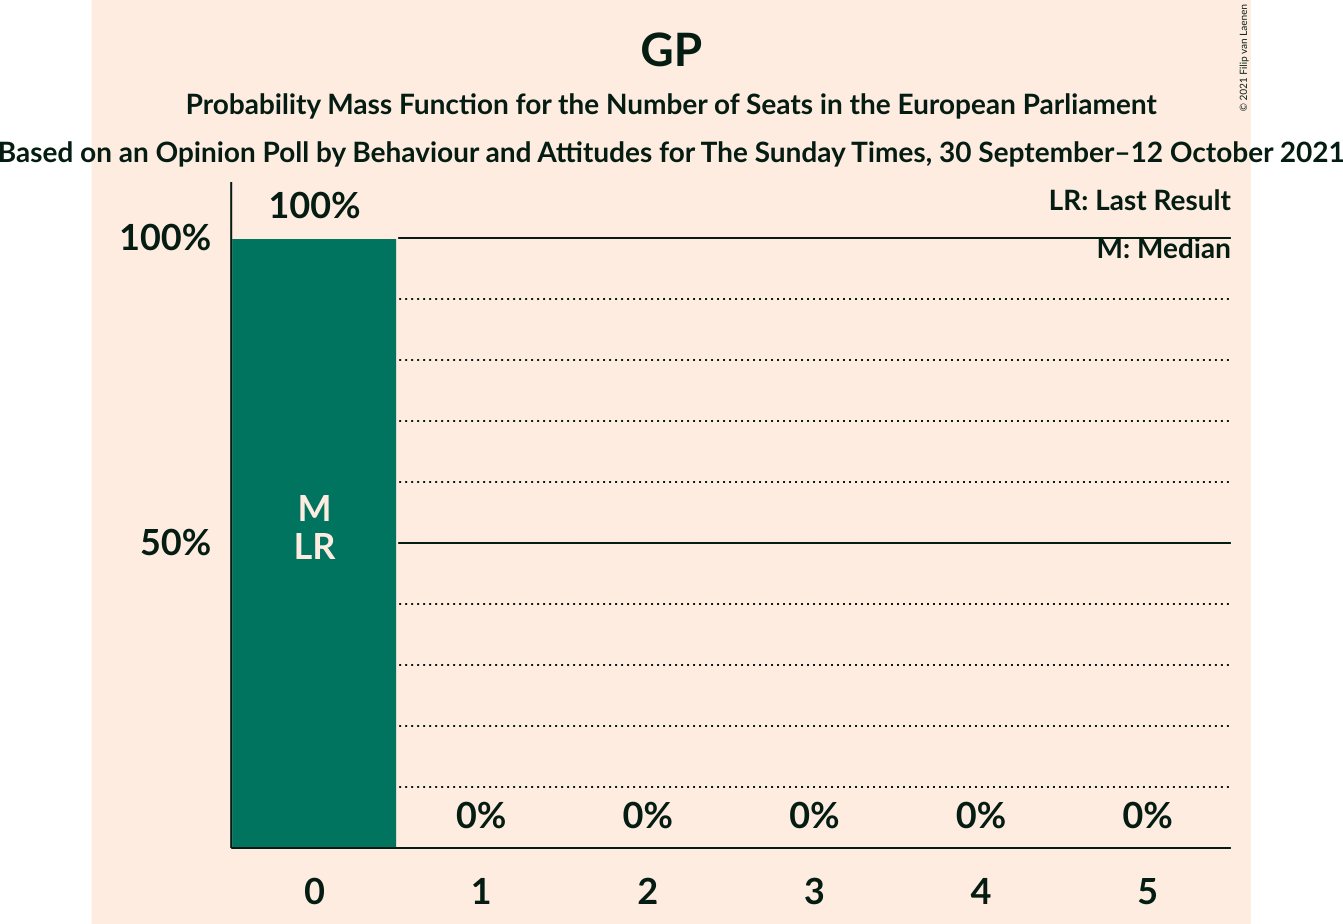 GP
Probability Mass Function for the Number of Seats in the European Parliament
Based on an Opinion Poll by Behaviour and Attitudes for The Sunday Times, 30 September–12 October 2021
© 2021 Filip van Laenen
LR: Last Result
M: Median
100%
100%
50%
M
LR
0% 0% 0% 0% 0%
0 1 2 3 4 5